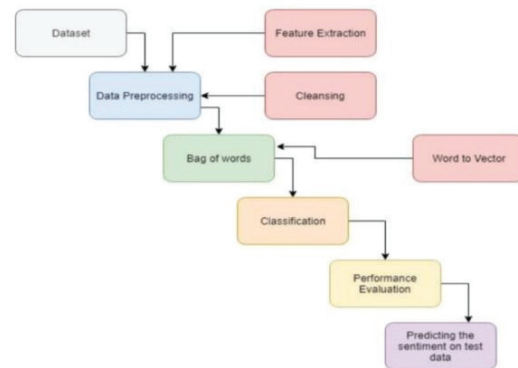 Dataset
Feature Extraction
Data Preprocessing
Cleansing
Bag of words
Word to Vector
Classification
Performance
Evaluation
Predicting the
sentiment on test
data